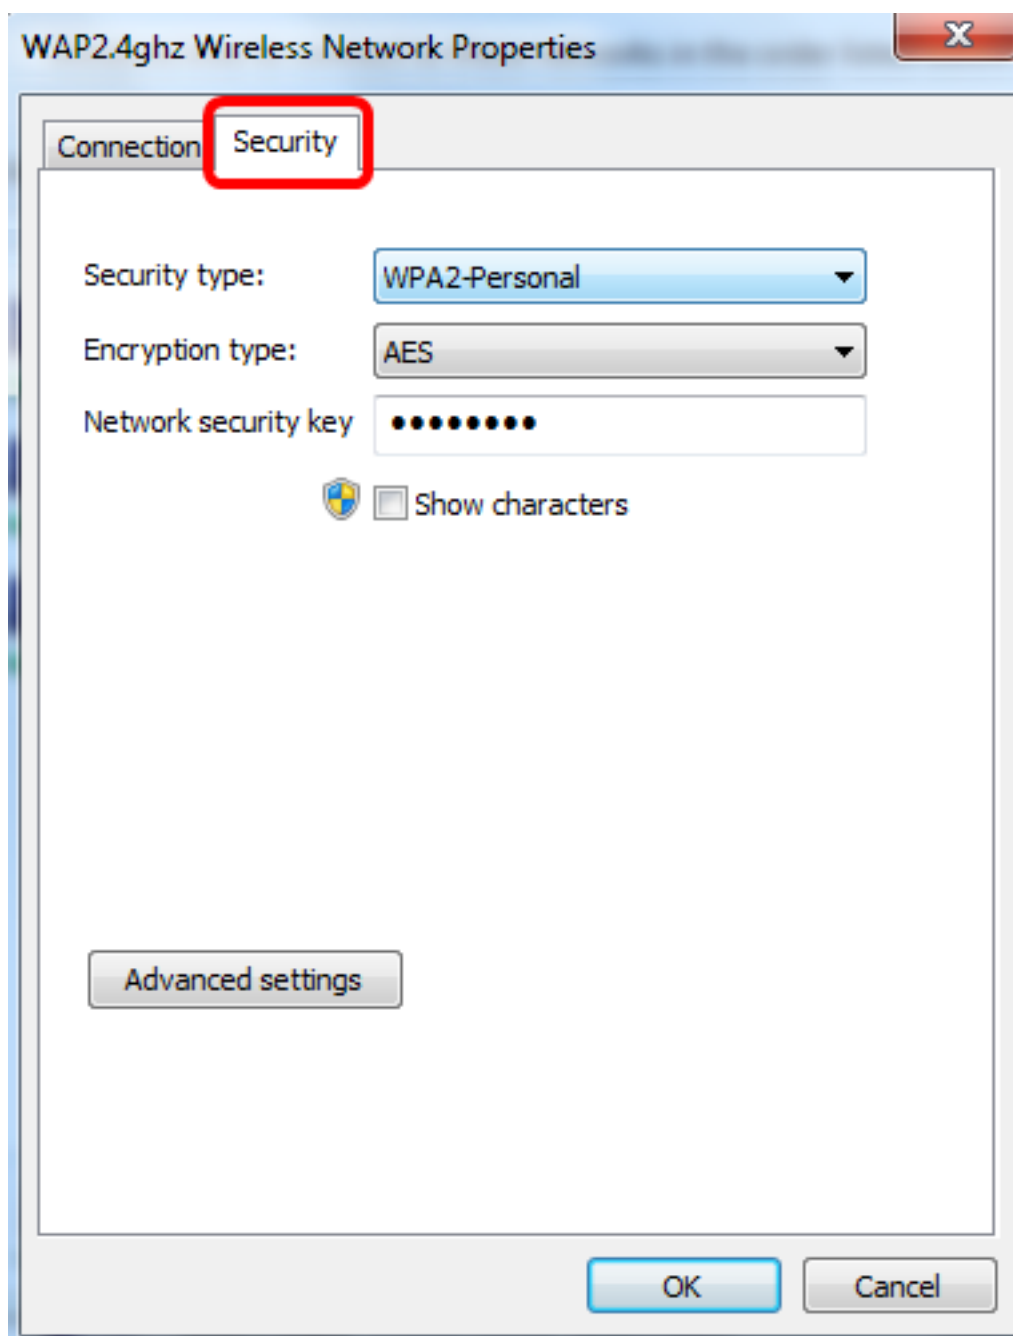 WAP2.4ghz Wireless Network Properties
Connection Security
Security type: WPA2-Personal
Encryption type: AES
Network security key ••••••••
Show characters
Advanced settings
OK Cancel